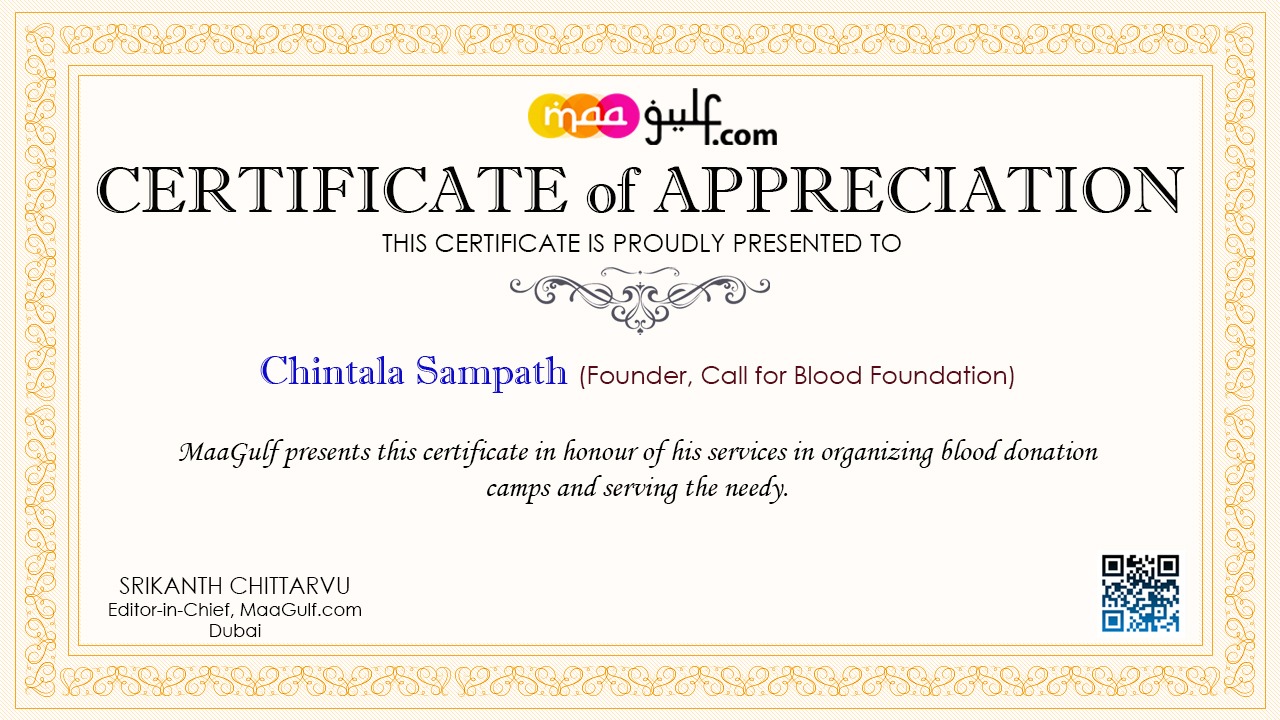 maa gulf.com
CERTIFICATE of APPRECIATION
THIS CERTIFICATE IS PROUDLY PRESENTED TO
Chintala Sampath (Founder, Call for Blood Foundation)
MaaGulf presents this certificate in honour of his services in organizing blood donation
camps and serving the needy.
SRIKANTH CHITTARVU
Editor-in-Chief, MaaGulf.com
Dubai